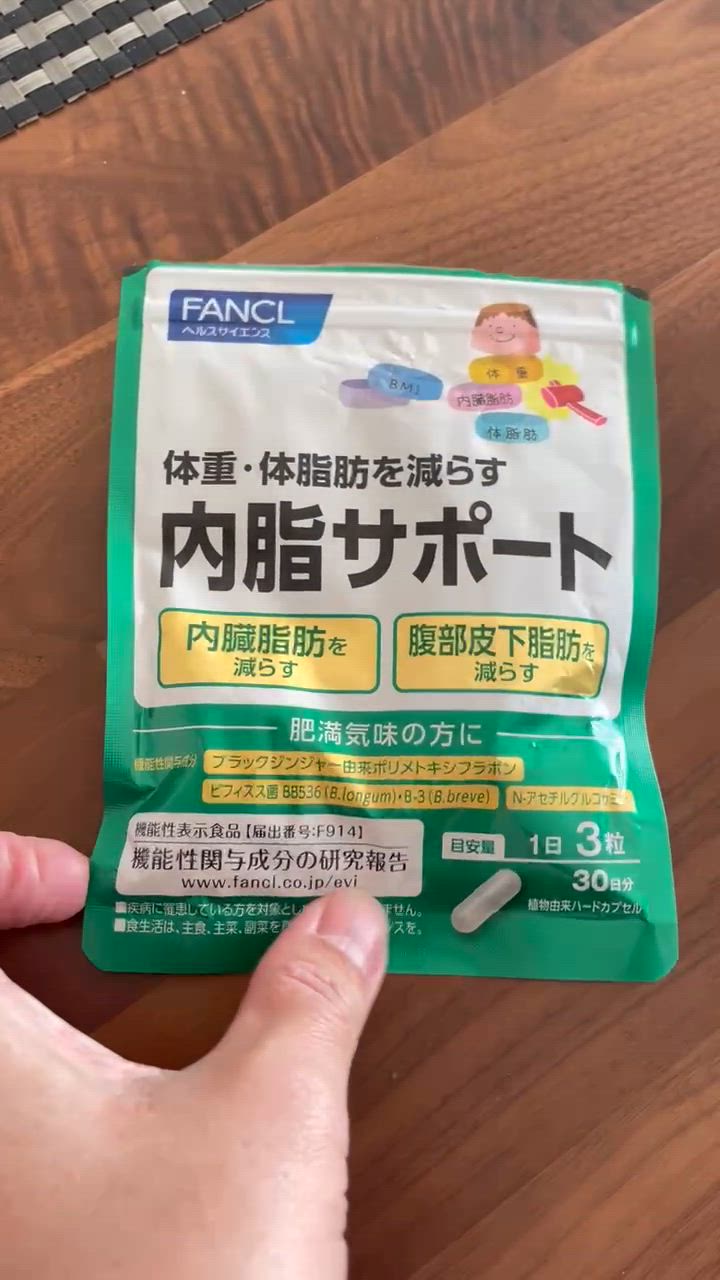 FANCL
ヘルスサイエンス
体重
BMI
内臓脂肪
体脂肪
体重・体脂肪を減らす
内脂サポート
内臓脂肪を
減らす
腹部皮下脂肪を
減らす
肥満気味の方に
機能性関与成分
ブラックジンジャー由来ポリメトキシフラボン
ビフィズス菌 BB536 (B.longum)・B-3 (B.breve)
N-アセチルグルコサミン
機能性表示食品【届出番号:F914】
機能性関与成分の研究報告
www.fancl.co.jp/evi
目安量 1日 3粒
30日分
植物由来ハードカプセル
■疾病に罹患している方を対象とし ません。
■食生活は、主食、主菜、副菜を ンスを。